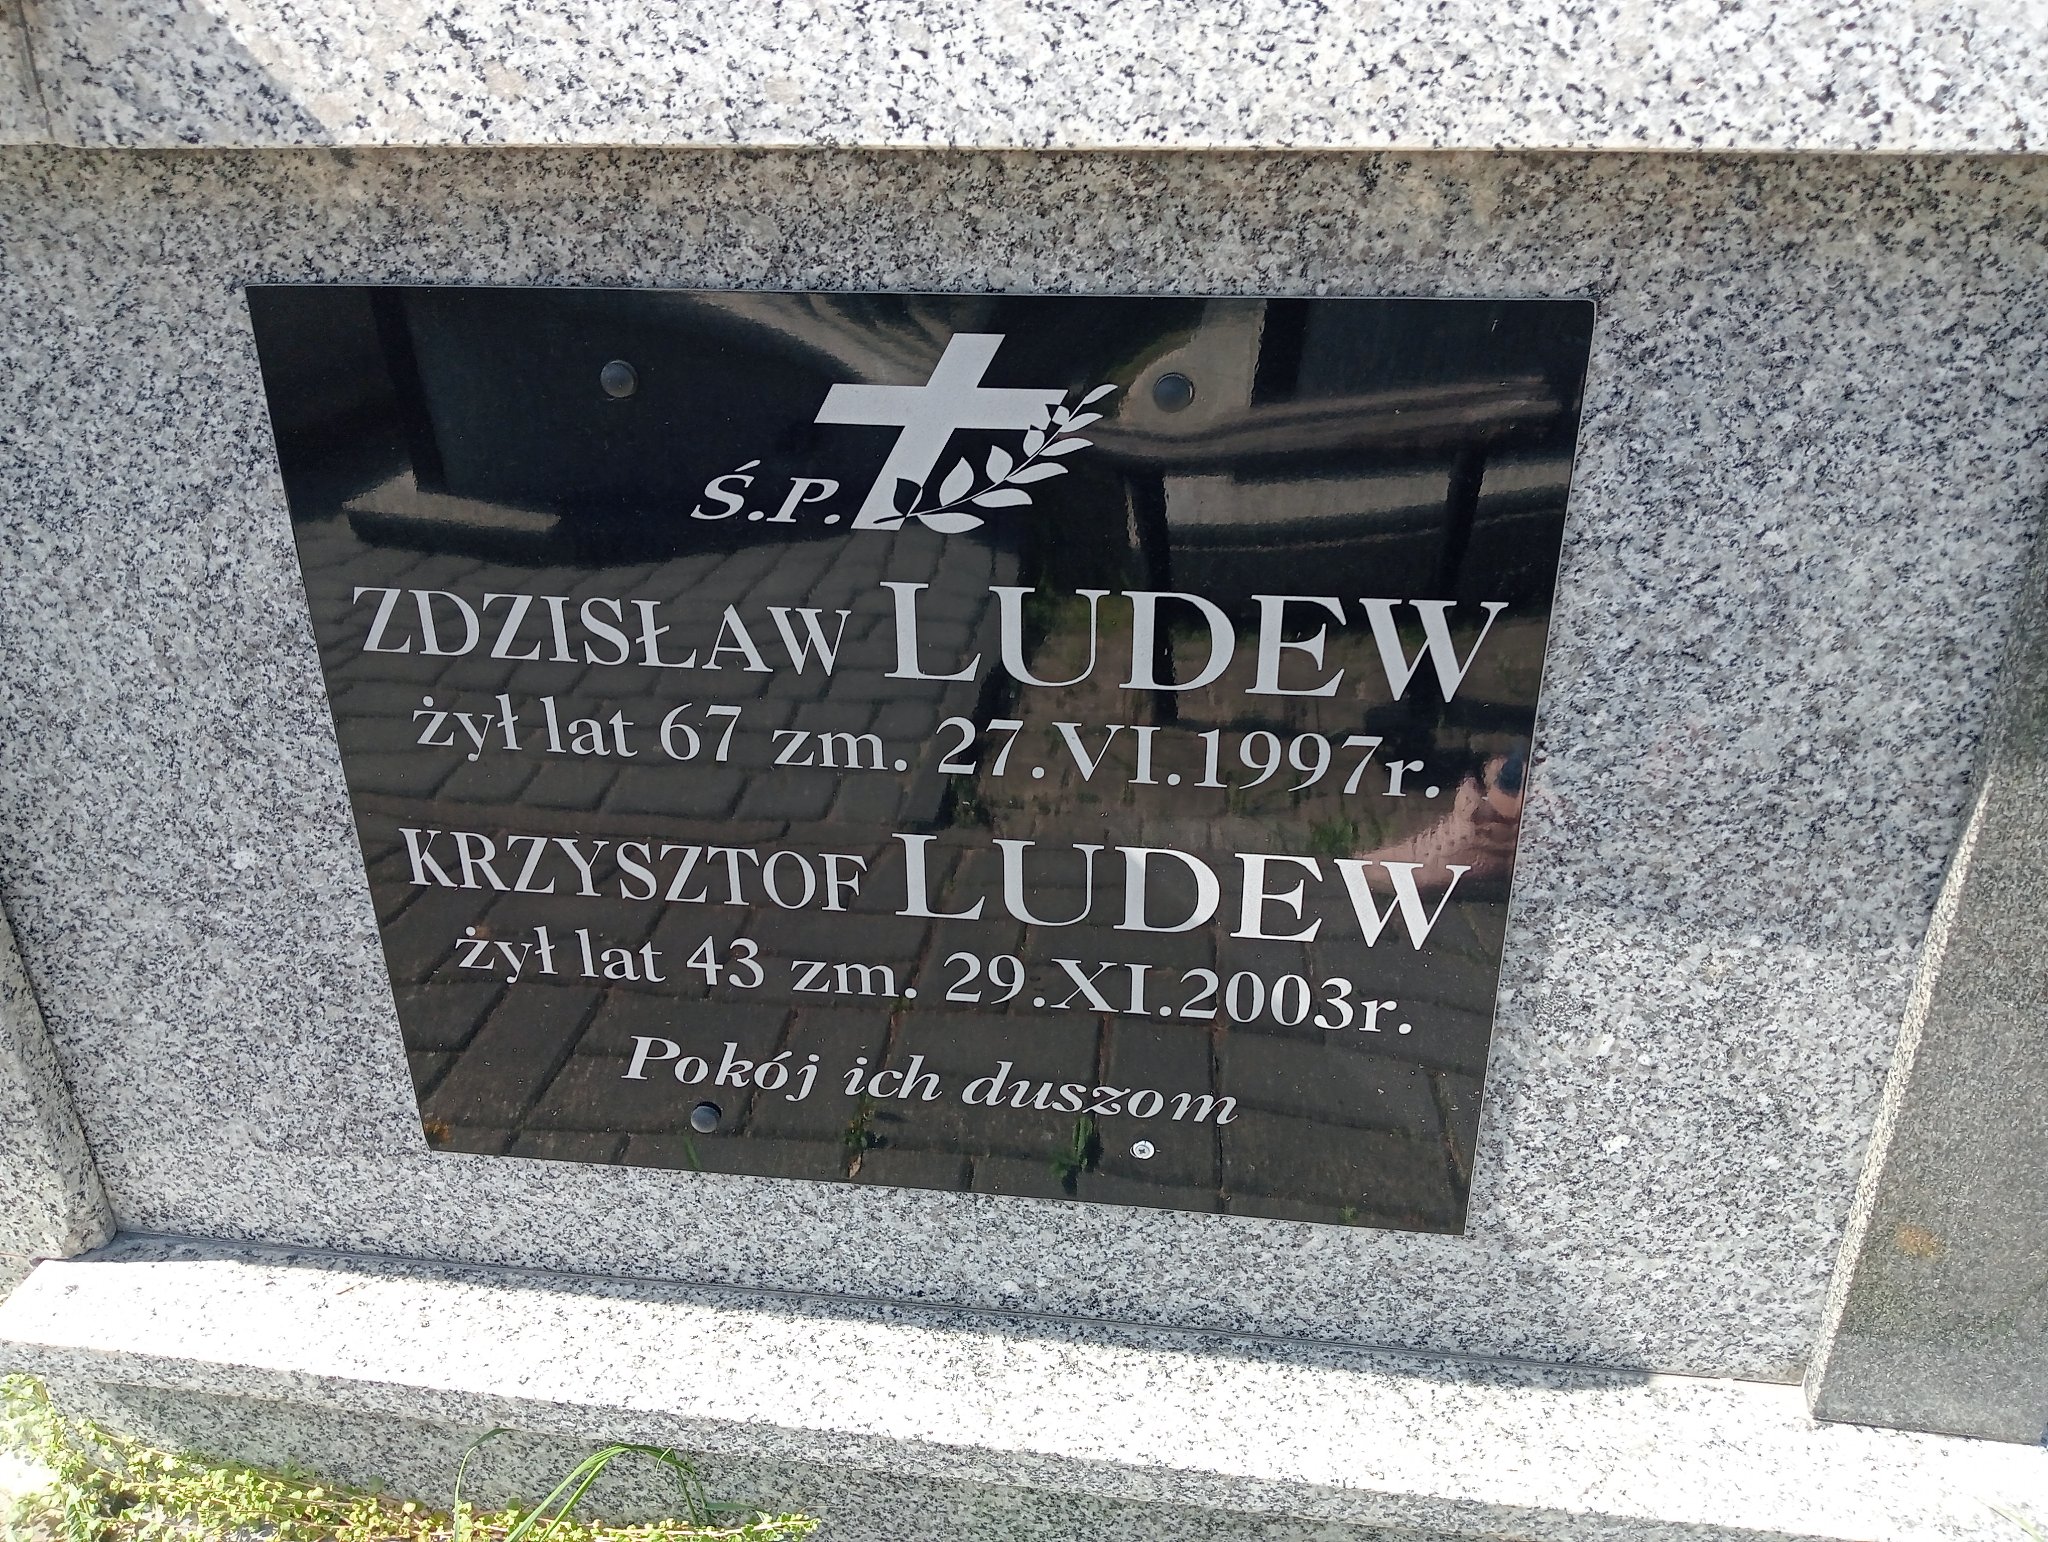 Ś.P.
ZDZISŁAW LUDEW
żył lat 67 zm. 27.VI.1997r.
KRZYSZTOF LUDEW
żył lat 43 zm. 29.XI.2003r.
Pokój ich duszom